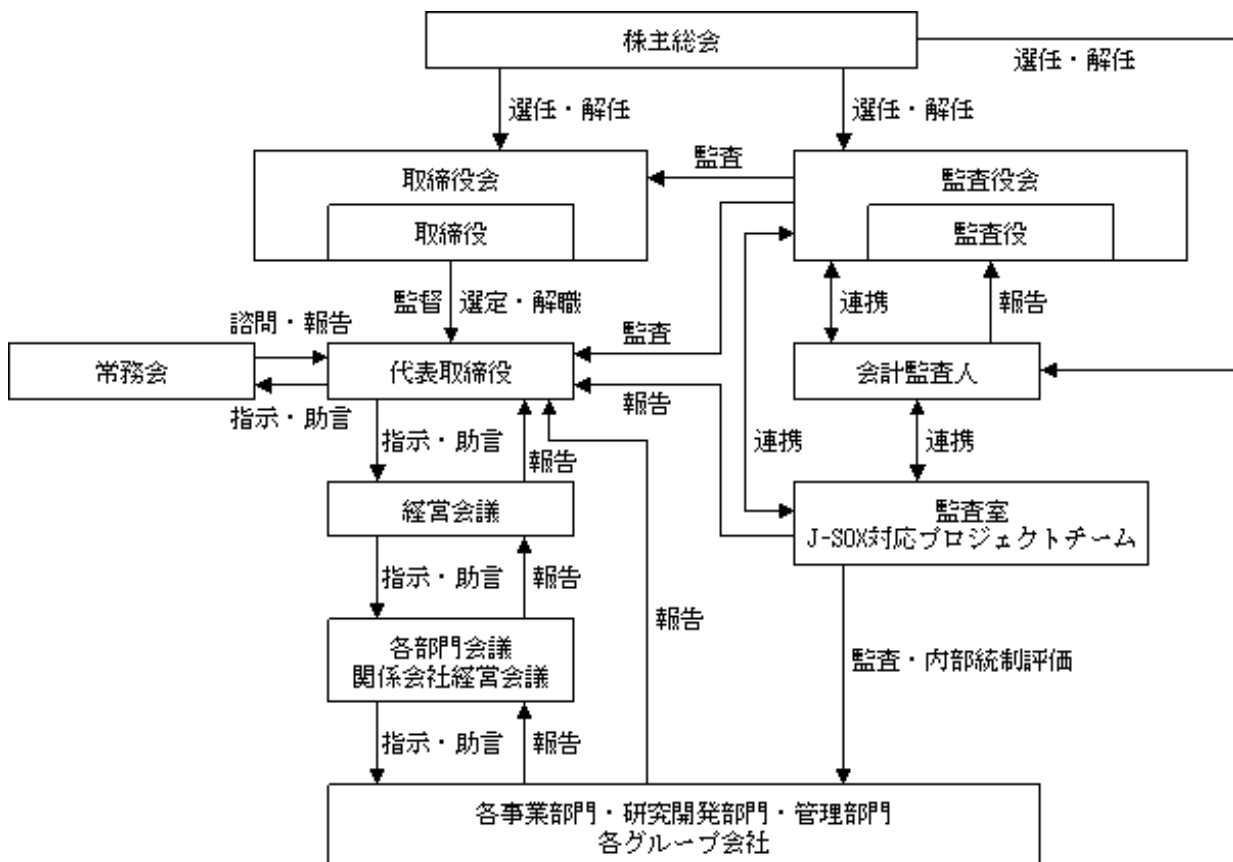 株主総会
選任・解任
選任・解任
選任・解任
取締役会
監査
監査役会
取締役
監査役
監督
選定・解職
連携
報告
諮問・報告
監査
常務会
代表取締役
会計監査人
指示・助言
報告
指示・助言
報告
連携
連携
経営会議
監査室
J-SOX対応プロジェクトチーム
指示・助言
報告
報告
各部門会議
関係会社経営会議
監査・内部統制評価
指示・助言
報告
各事業部門・研究開発部門・管理部門
各グループ会社